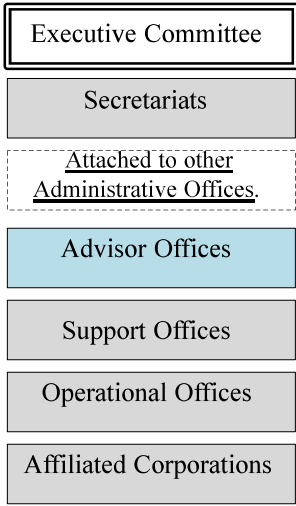 Executive Committee
Secretariats
Attached to other
Administrative Offices.
Advisor Offices
Support Offices
Operational Offices
Affiliated Corporations